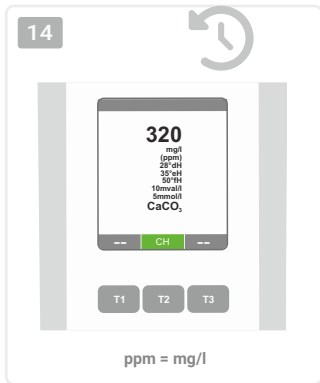 14
320
mg/l
(ppm)
28°dH
35°eH
50°fH
10mval/l
5mmol/l
CaCO₃
-- CH --
T1 T2 T3
ppm = mg/l